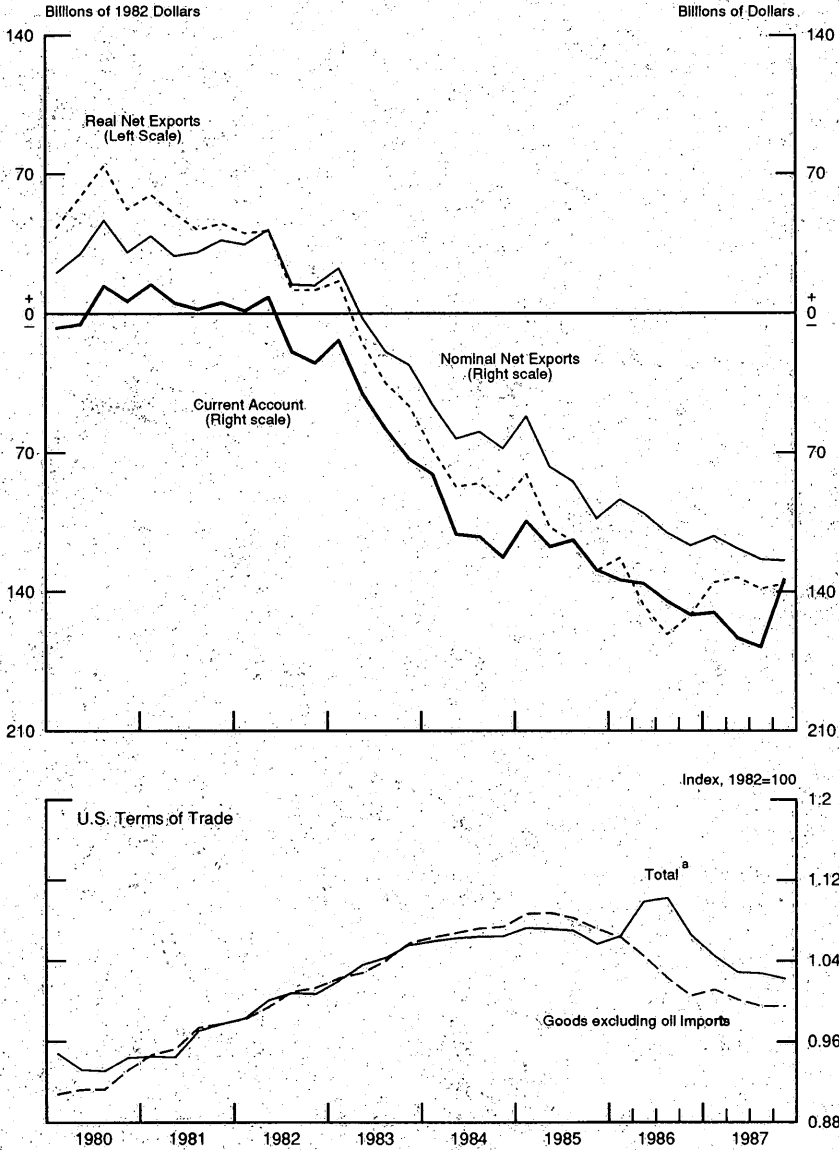 Billions of 1982 Dollars
Billions of Dollars
140
140
Real Net Exports
(Left Scale)
70
70
+
0
–
+
0
–
Nominal Net Exports
(Right scale)
Current Account
(Right scale)
70
70
140
140
210
210
Index, 1982=100
U.S. Terms of Trade
1.2
Total a
1.12
1.04
Goods excluding oil imports
0.96
0.88
1980 1981 1982 1983 1984 1985 1986 1987